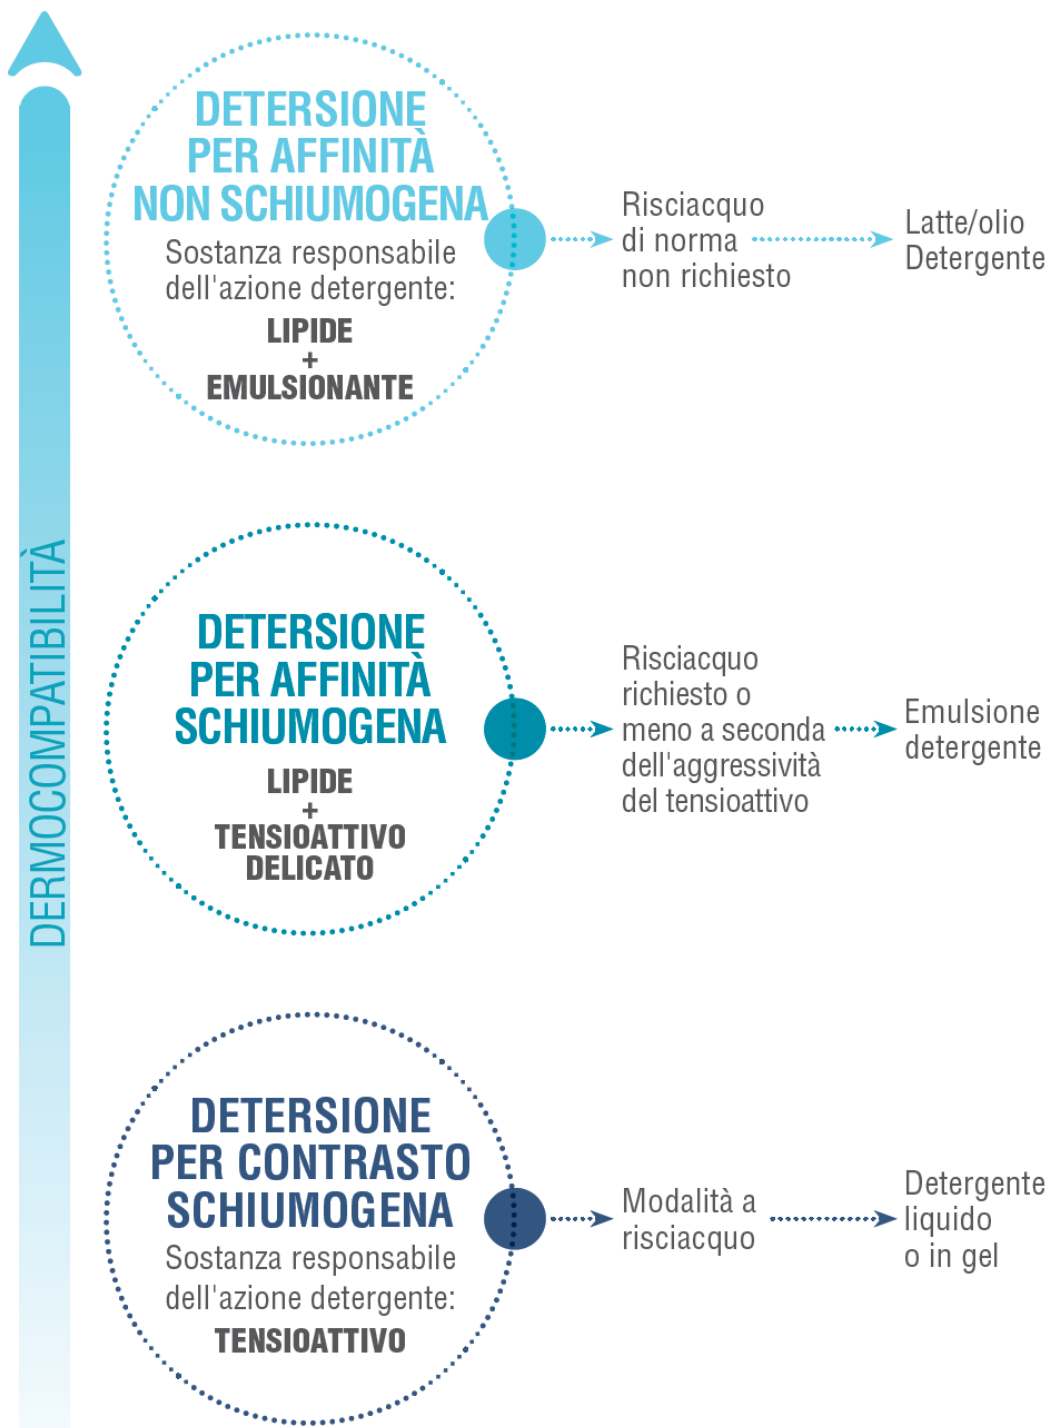 DERMOCOMPATIBILITÀ
DETERSIONE
PER AFFINITÀ
NON SCHIUMOGENA
Sostanza responsabile
dell'azione detergente:
LIPIDE
+
EMULSIONANTE
Risciacquo
di norma
non richiesto
Latte/olio
Detergente
DETERSIONE
PER AFFINITÀ
SCHIUMOGENA
LIPIDE
+
TENSIOATTIVO
DELICATO
Risciacquo
richiesto o
meno a seconda
dell'aggressività
del tensioattivo
Emulsione
detergente
DETERSIONE
PER CONTRASTO
SCHIUMOGENA
Sostanza responsabile
dell'azione detergente:
TENSIOATTIVO
Modalità a
risciacquo
Detergente
liquido
o in gel